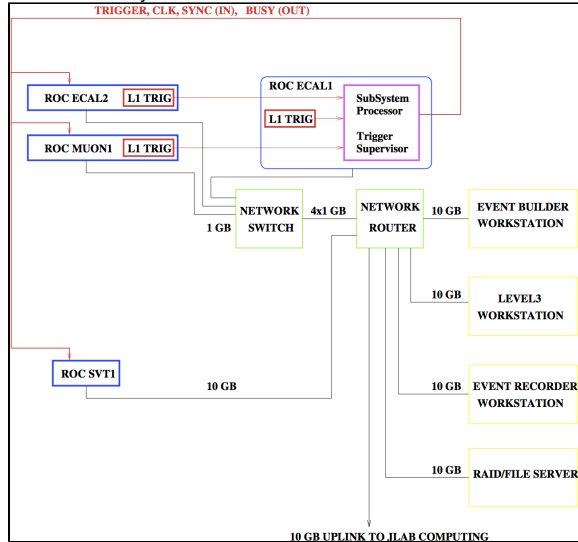 TRIGGER, CLK, SYNC (IN), BUSY (OUT)
ROC ECAL2
L1 TRIG
ROC MUON1
L1 TRIG
ROC ECAL1
L1 TRIG
SubSystem
Processor
Trigger
Supervisor
1 GB
NETWORK
SWITCH
4x1 GB
NETWORK
ROUTER
10 GB
EVENT BUILDER
WORKSTATION
10 GB
LEVEL3
WORKSTATION
ROC SVT1
10 GB
10 GB
EVENT RECORDER
WORKSTATION
10 GB
RAID/FILE SERVER
10 GB UPLINK TO JLAB COMPUTING